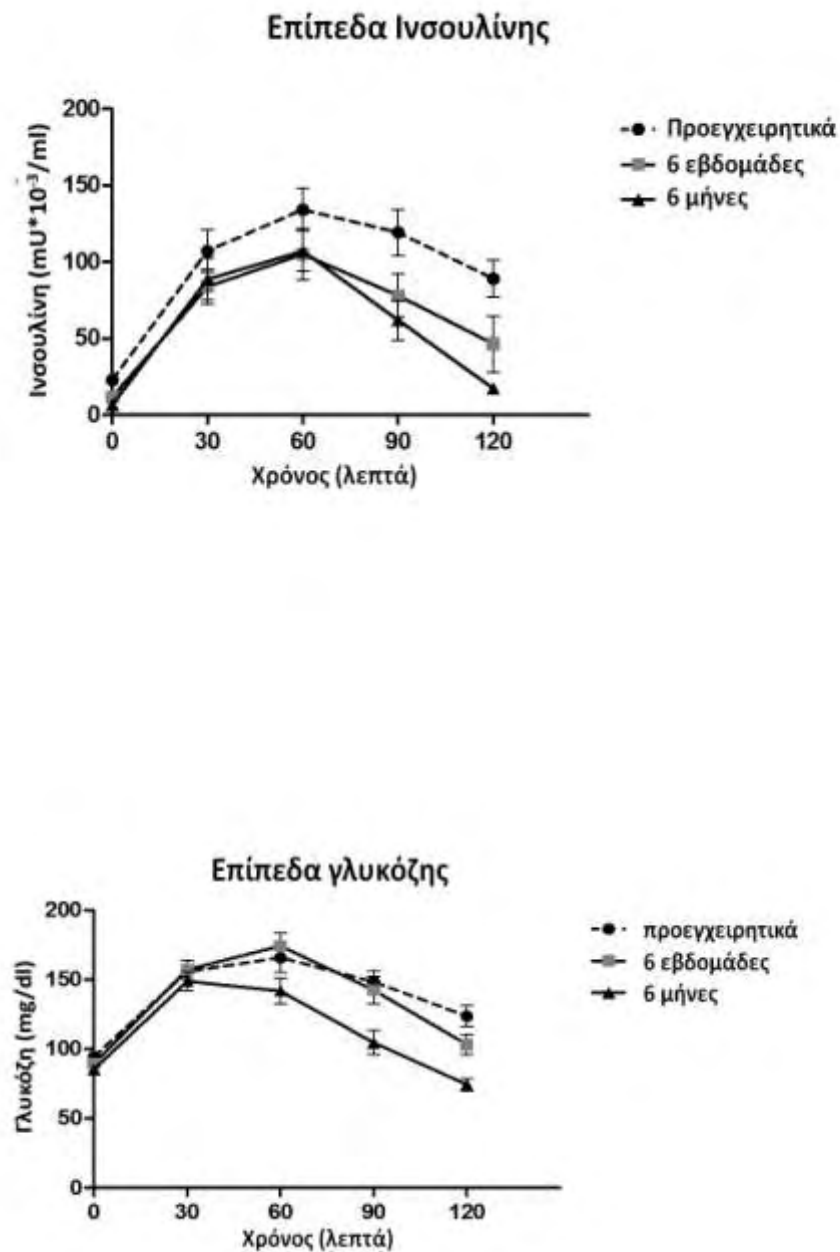 Επίπεδα Ινσουλίνης
Ινσουλίνη (mU*10⁻³/ml)
200
150
100
50
0
0 30 60 90 120
Χρόνος (λεπτά)
Προεγχειρητικά
6 εβδομάδες
6 μήνες
Επίπεδα γλυκόζης
Γλυκόζη (mg/dl)
200
150
100
50
0
0 30 60 90 120
Χρόνος (λεπτά)
προεγχειρητικά
6 εβδομάδες
6 μήνες